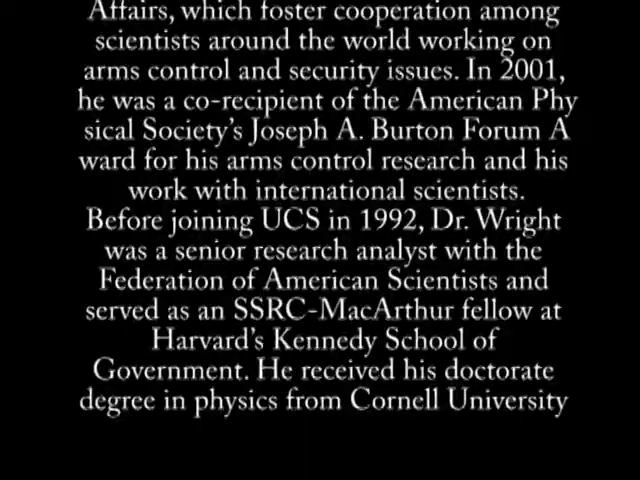 Affairs, which foster cooperation among
scientists around the world working on
arms control and security issues. In 2001,
he was a co-recipient of the American Phy
sical Society's Joseph A. Burton Forum A
ward for his arms control research and his
work with international scientists.
Before joining UCS in 1992, Dr. Wright
was a senior research analyst with the
Federation of American Scientists and
served as an SSRC-MacArthur fellow at
Harvard's Kennedy School of
Government. He received his doctorate
degree in physics from Cornell University